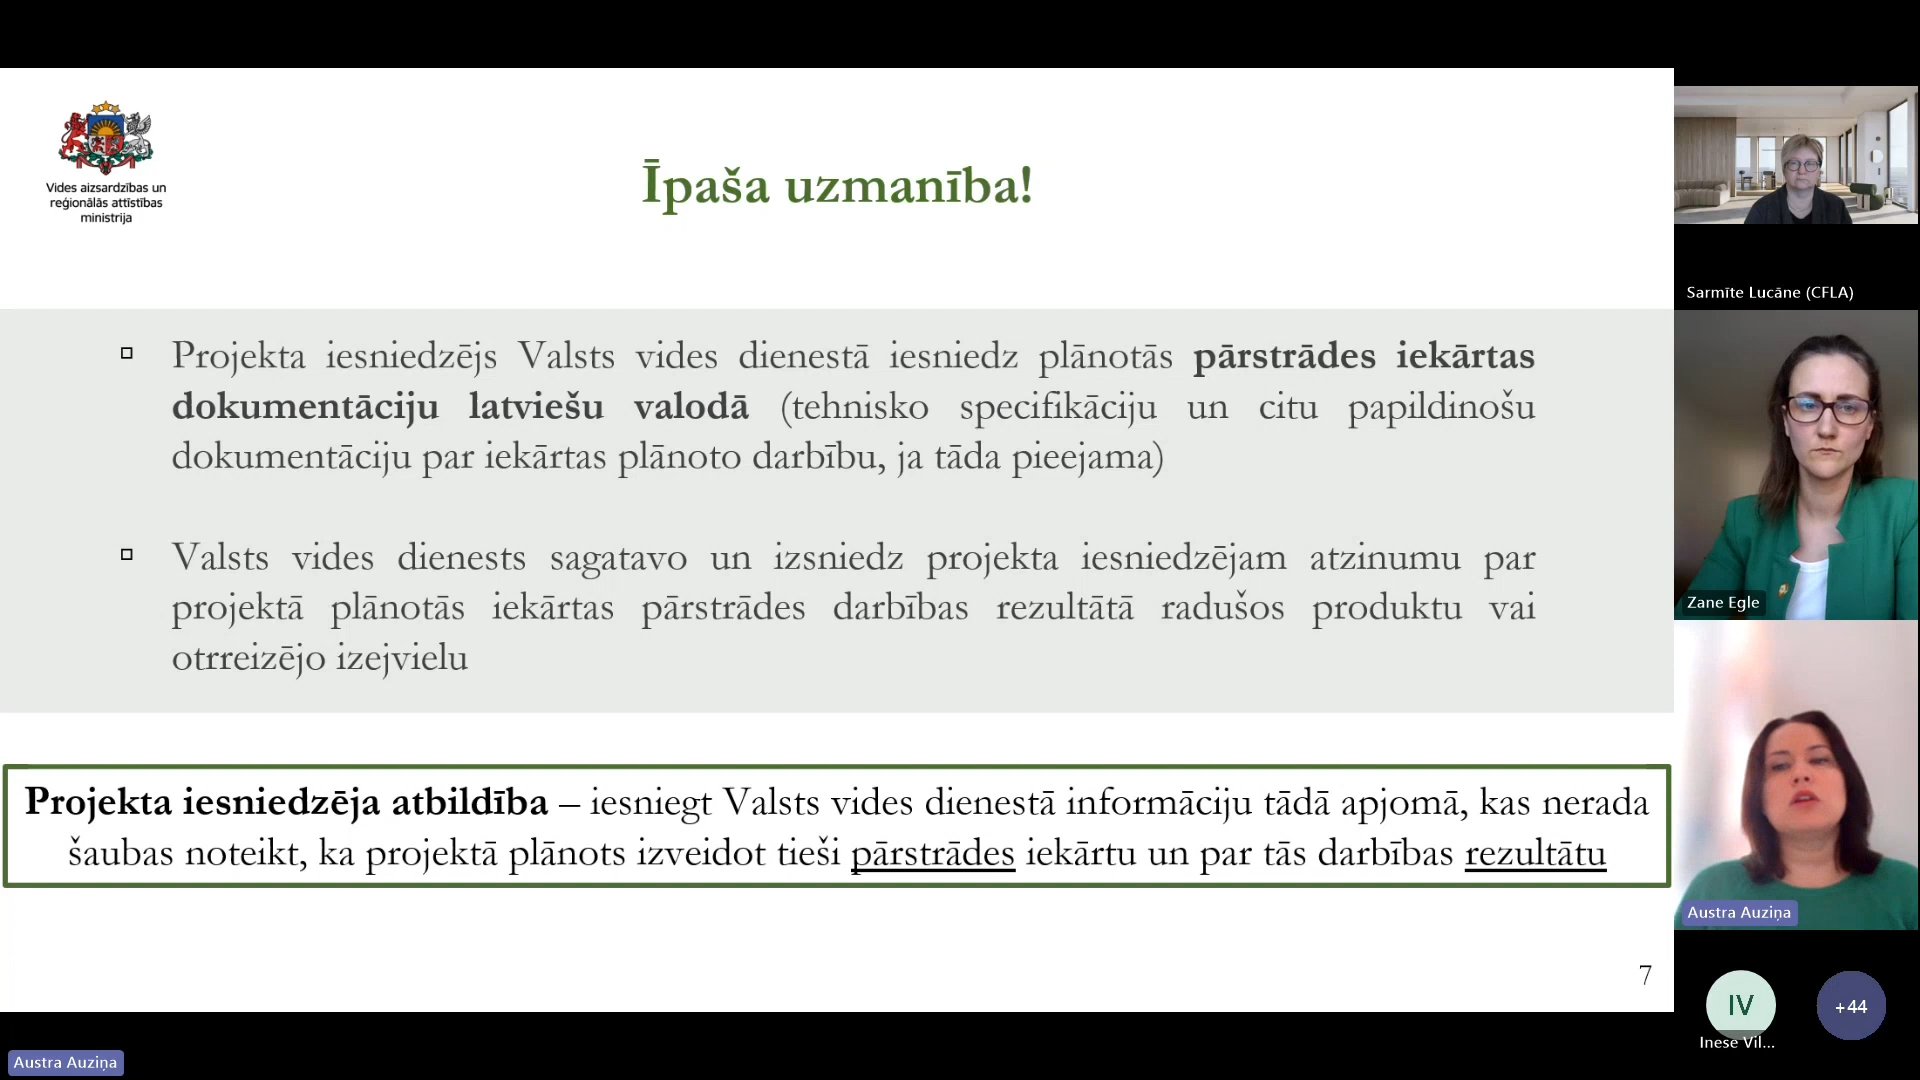 Vides aizsardzības un
reģionālās attīstības
ministrija
Īpaša uzmanība!
Projekta iesniedzējs Valsts vides dienestā iesniedz plānotās pārstrādes iekārtas
dokumentāciju latviešu valodā (tehnisko specifikāciju un citu papildinošu
dokumentāciju par iekārtas plānoto darbību, ja tāda pieejama)
Valsts vides dienests sagatavo un izsniedz projekta iesniedzējam atzinumu par
projektā plānotās iekārtas pārstrādes darbības rezultātā radušos produktu vai
otrreizējo izejvielu
Projekta iesniedzēja atbildība – iesniegt Valsts vides dienestā informāciju tādā apjomā, kas nerada
šaubas noteikt, ka projektā plānots izveidot tieši pārstrādes iekārtu un par tās darbības rezultātu
7
Austra Auziņa
Sarmīte Lucāne (CFLA)
Zane Egle
Austra Auziņa
IV
Inese Vil...
+44